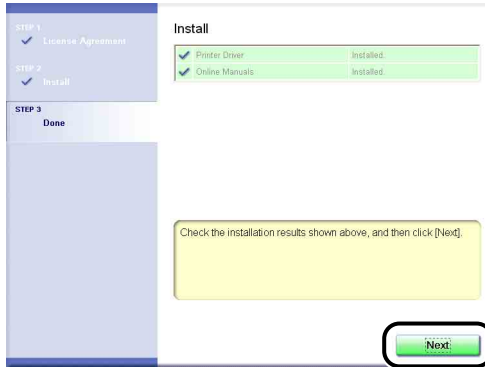 STEP 1
License Agreement
STEP 2
Install
STEP 3
Done
Install
Printer Driver Installed.
Online Manuals Installed.
Check the installation results shown above, and then click [Next].
Next